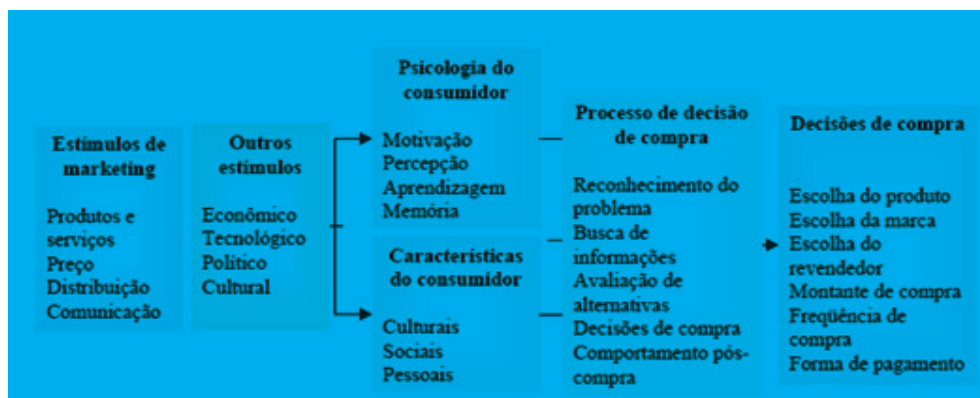 Estímulos de
marketing
Produtos e
serviços
Preço
Distribuição
Comunicação
Outros
estímulos
Econômico
Tecnológico
Político
Cultural
Psicologia do
consumidor
Motivação
Percepção
Aprendizagem
Memória
Características
do consumidor
Culturais
Sociais
Pessoais
Processo de decisão
de compra
Reconhecimento do
problema
Busca de
informações
Avaliação de
alternativas
Decisões de compra
Comportamento pós-
compra
Decisões de compra
Escolha do produto
Escolha da marca
Escolha do
revendedor
Montante de compra
Freqüência de
compra
Forma de pagamento